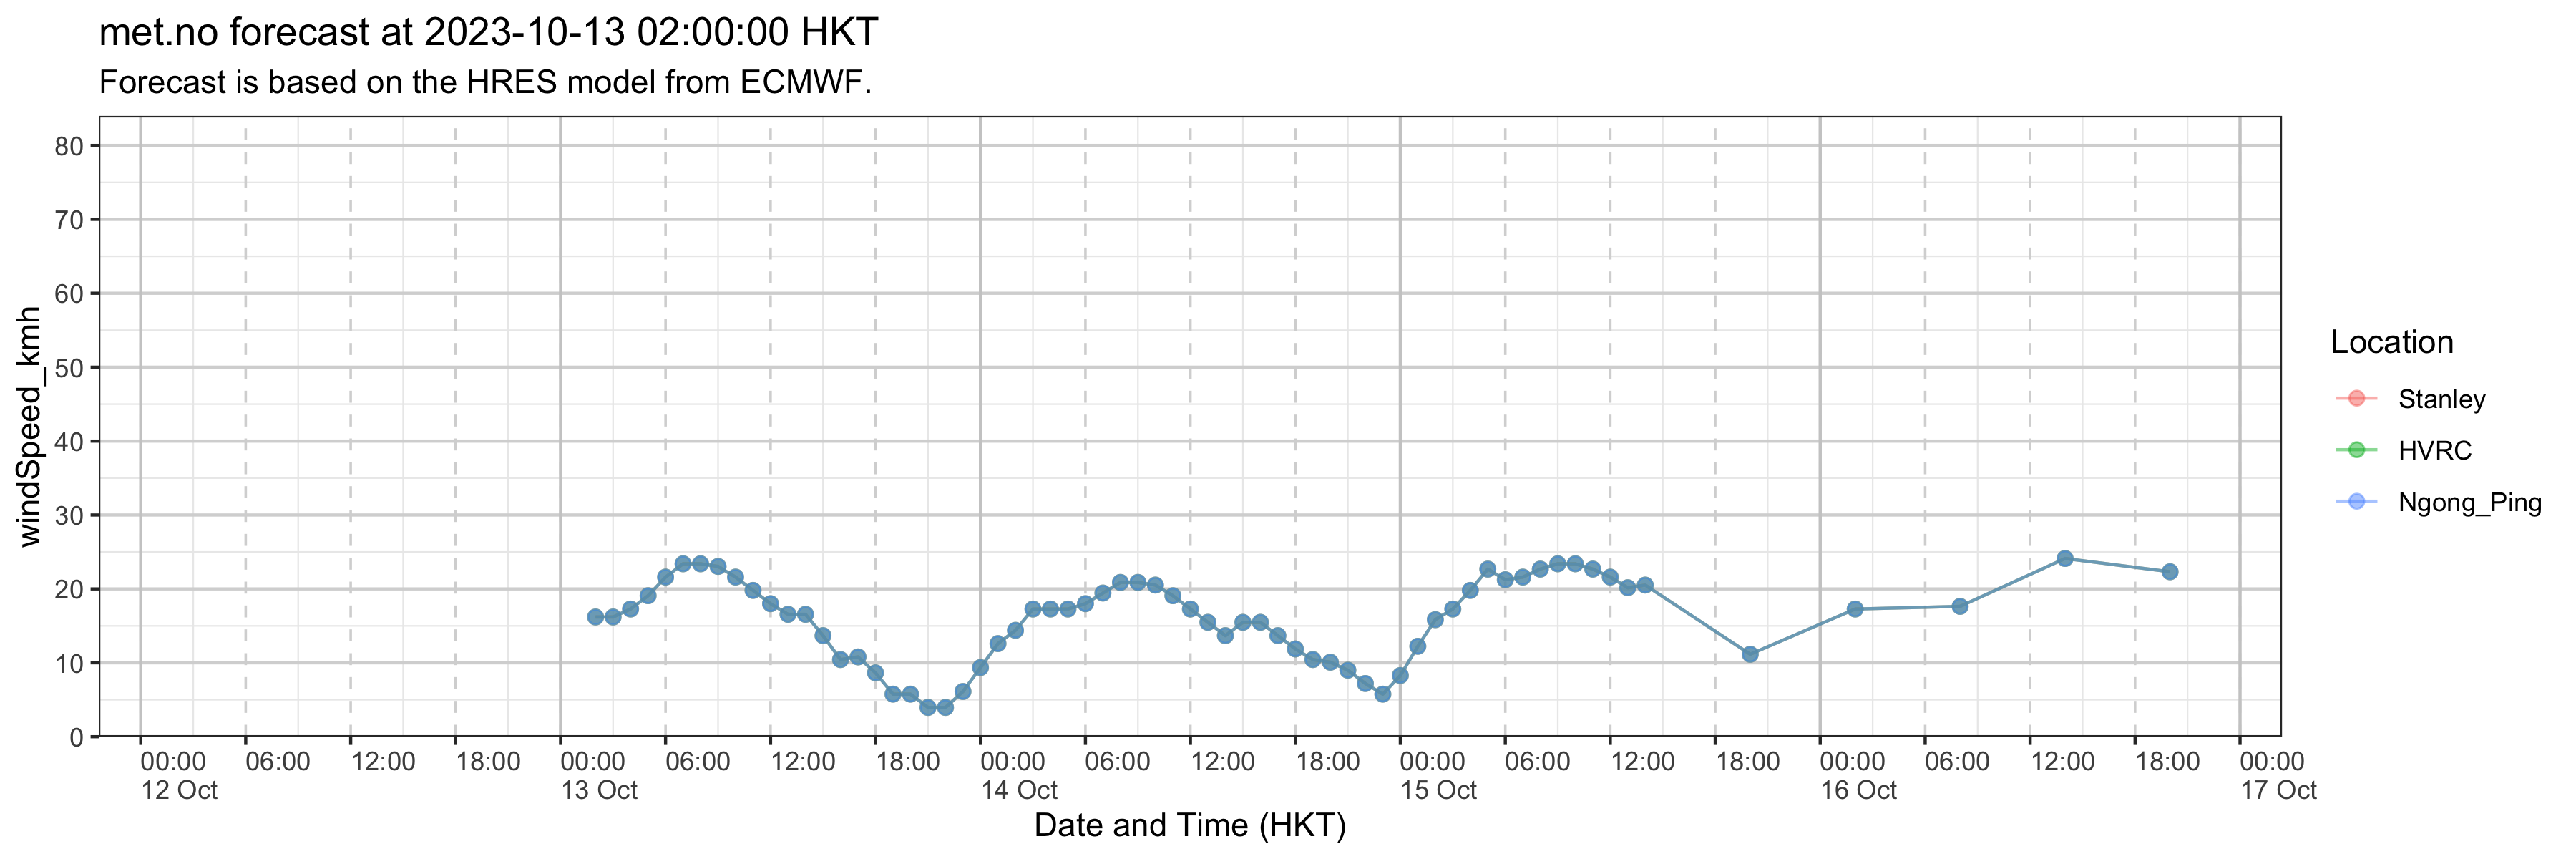 met.no forecast at 2023-10-13 02:00:00 HKT
Forecast is based on the HRES model from ECMWF.
windSpeed_kmh
80
70
60
50
40
30
20
10
0
00:00 06:00 12:00 18:00 00:00 06:00 12:00 18:00 00:00 06:00 12:00 18:00 00:00 06:00 12:00 18:00 00:00 06:00 12:00 18:00 00:00
12 Oct 13 Oct 14 Oct 15 Oct 16 Oct 17 Oct
Date and Time (HKT)
Location
Stanley
HVRC
Ngong_Ping